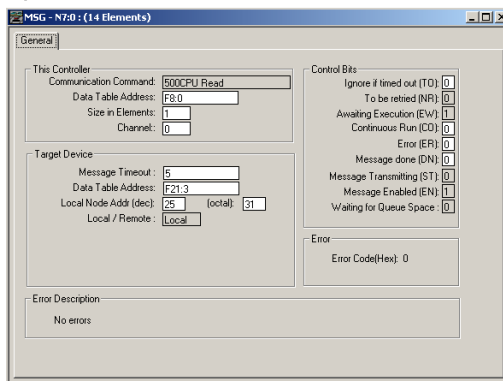 MSG - N7:0 : (14 Elements)
General
This Controller
Communication Command: 500CPU Read
Data Table Address: F8:0
Size in Elements: 1
Channel: 0
Target Device
Message Timeout : 5
Data Table Address: F21:3
Local Node Addr (dec): 25 (octal): 31
Local / Remote : Local
Control Bits
Ignore if timed out (TO): 0
To be retried (NR): 0
Awaiting Execution (EW): 1
Continuous Run (CO): 0
Error (ER): 0
Message done (DN): 0
Message Transmitting (ST): 0
Message Enabled (EN): 1
Waiting for Queue Space : 0
Error
Error Code(Hex): 0
Error Description
No errors